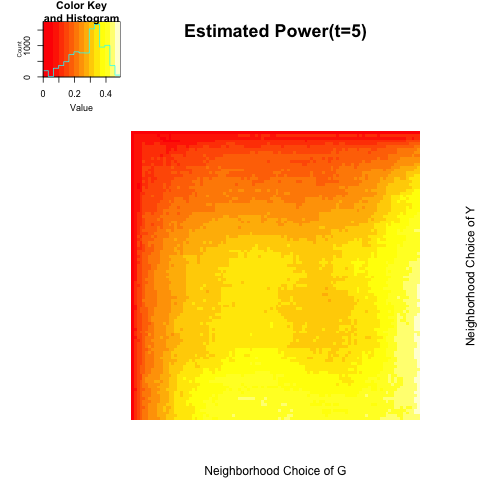 Color Key
and Histogram
Count
0 1000
0 0.2 0.4
Value
Estimated Power(t=5)
Neighborhood Choice of Y
Neighborhood Choice of G